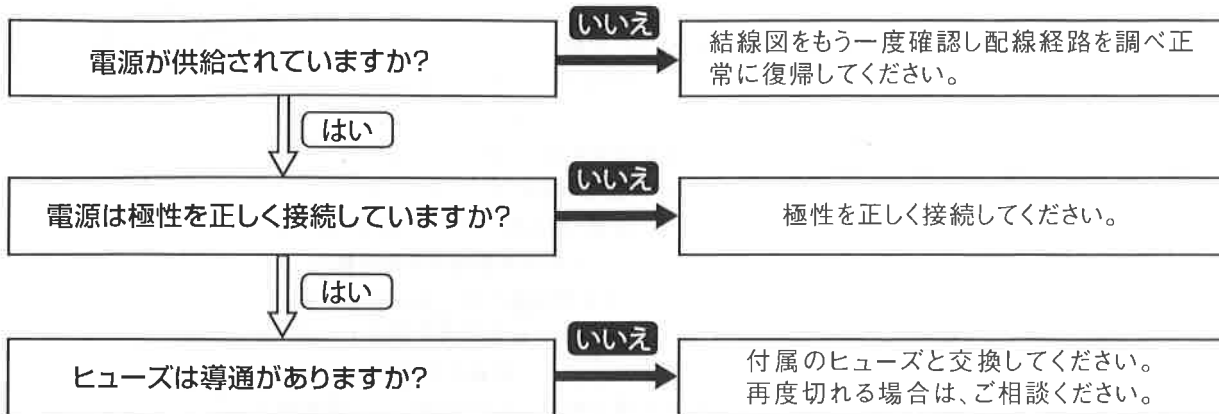 電源が供給されていますか?
いいえ
結線図をもう一度確認し配線経路を調べ正
常に復帰してください。
はい
電源は極性を正しく接続していますか?
いいえ
極性を正しく接続してください。
はい
ヒューズは導通がありますか?
いいえ
付属のヒューズと交換してください。
再度切れる場合は、ご相談ください。